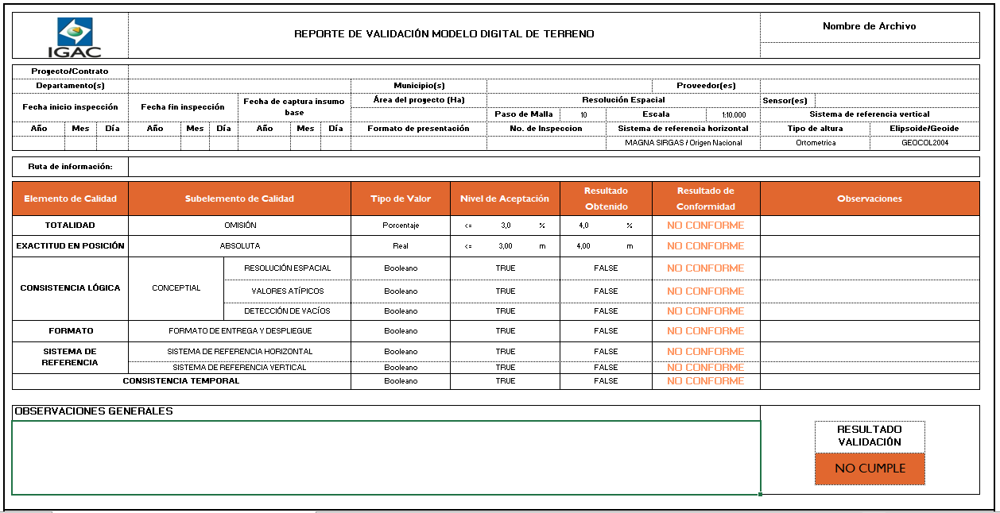 IGAC
REPORTE DE VALIDACIÓN MODELO DIGITAL DE TERRENO
Nombre de Archivo
Proyecto/Contrato
Departamento(s) Municipio(s) Proveedor(es)
Fecha inicio inspección Fecha fin inspección Fecha de captura insumo base Área del proyecto (Ha) Resolución Espacial Sensor(es)
Paso de Malla 10 Escala 1:10.000 Sistema de referencia vertical
Año Mes Día Año Mes Día Año Mes Día Formato de presentación No. de Inspeccion Sistema de referencia horizontal Tipo de altura Elipsoide/Geoide
MAGNA SIRGAS / Origen Nacional Ortometrica GEOCOL2004
Ruta de información:
Elemento de Calidad Subelemento de Calidad Tipo de Valor Nivel de Aceptación Resultado Obtenido Resultado de Conformidad Observaciones
TOTALIDAD OMISIÓN Porcentaje <= 3,0 % 4,0 % NO CONFORME
EXACTITUD EN POSICIÓN ABSOLUTA Real <= 3,00 m 4,00 m NO CONFORME
CONSISTENCIA LÓGICA CONCEPTIAL RESOLUCIÓN ESPACIAL Booleano TRUE FALSE NO CONFORME
VALORES ATÍPICOS Booleano TRUE FALSE NO CONFORME
DETECCIÓN DE VACÍOS Booleano TRUE FALSE NO CONFORME
FORMATO FORMATO DE ENTREGA Y DESPLIEGUE Booleano TRUE FALSE NO CONFORME
SISTEMA DE REFERENCIA SISTEMA DE REFERENCIA HORIZONTAL Booleano TRUE FALSE NO CONFORME
SISTEMA DE REFERENCIA VERTICAL Booleano TRUE FALSE NO CONFORME
CONSISTENCIA TEMPORAL Booleano TRUE FALSE NO CONFORME
OBSERVACIONES GENERALES
RESULTADO
VALIDACIÓN
NO CUMPLE